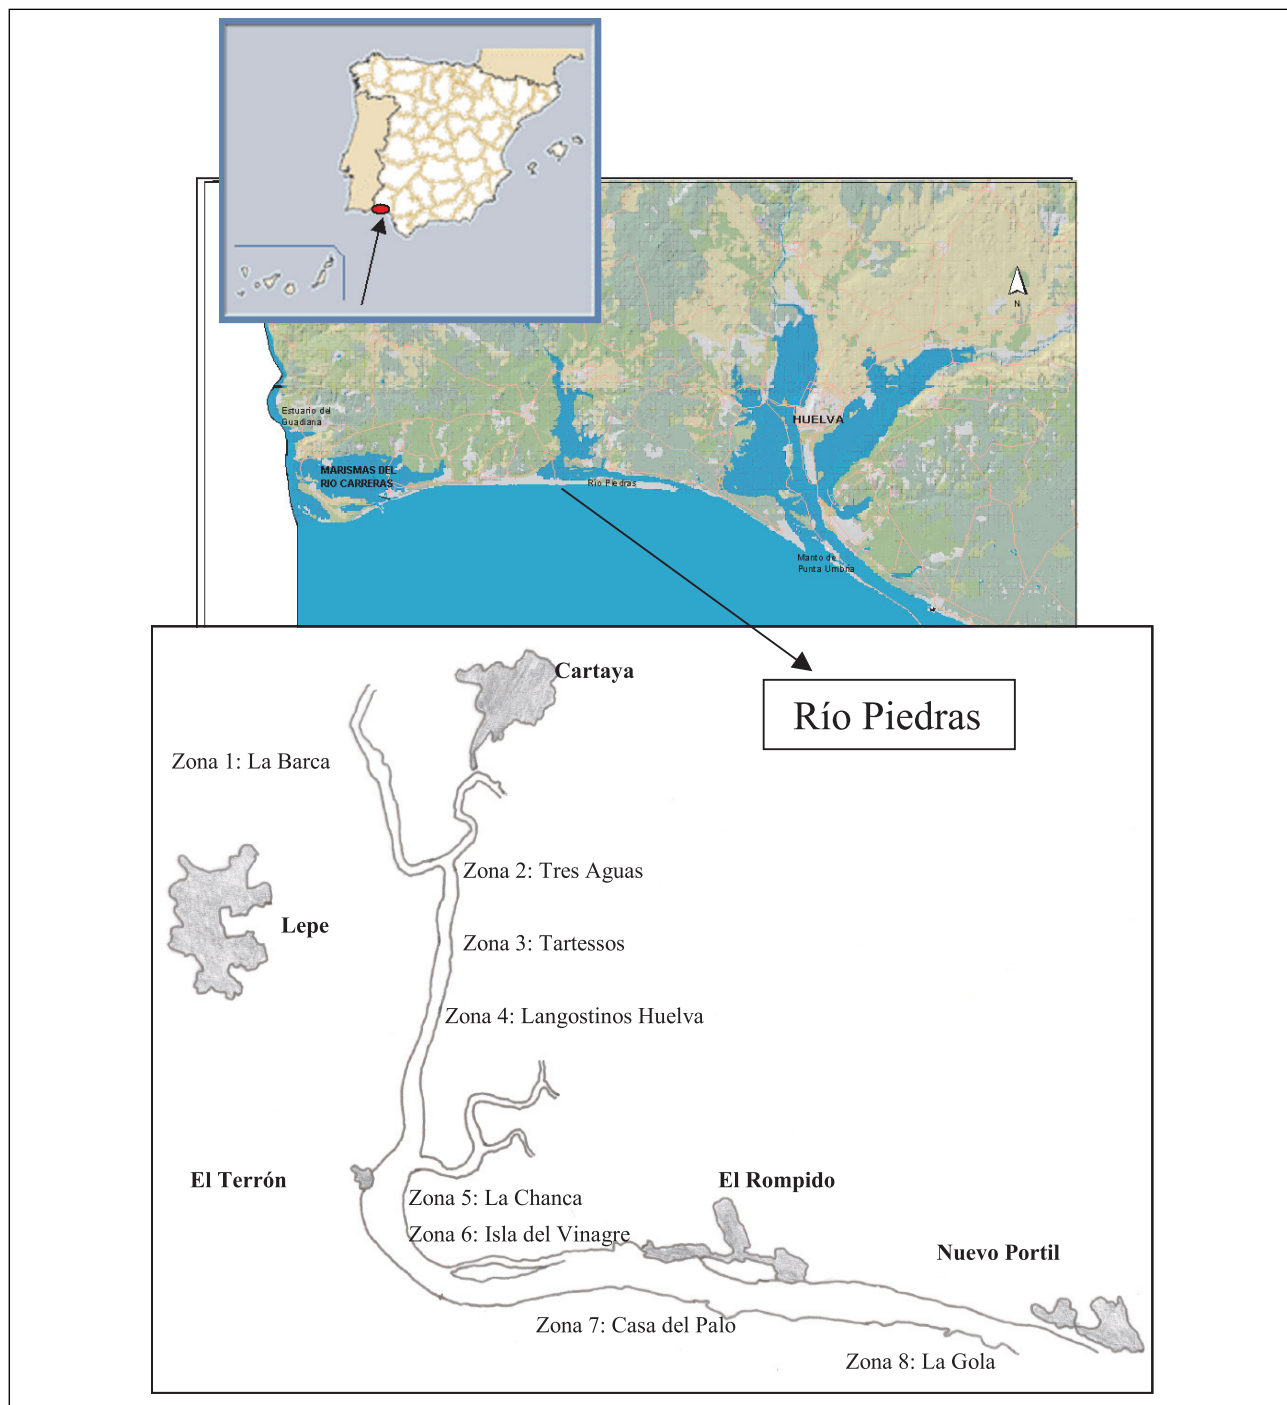 N
Estuario del
Guadiana
HUELVA
MARISMAS DEL
RIO CARRERAS
Río Piedras
Manto de
Punta Umbría
Cartaya
Río Piedras
Zona 1: La Barca
Zona 2: Tres Aguas
Lepe
Zona 3: Tartessos
Zona 4: Langostinos Huelva
El Terrón
El Rompido
Zona 5: La Chanca
Zona 6: Isla del Vinagre
Nuevo Portil
Zona 7: Casa del Palo
Zona 8: La Gola